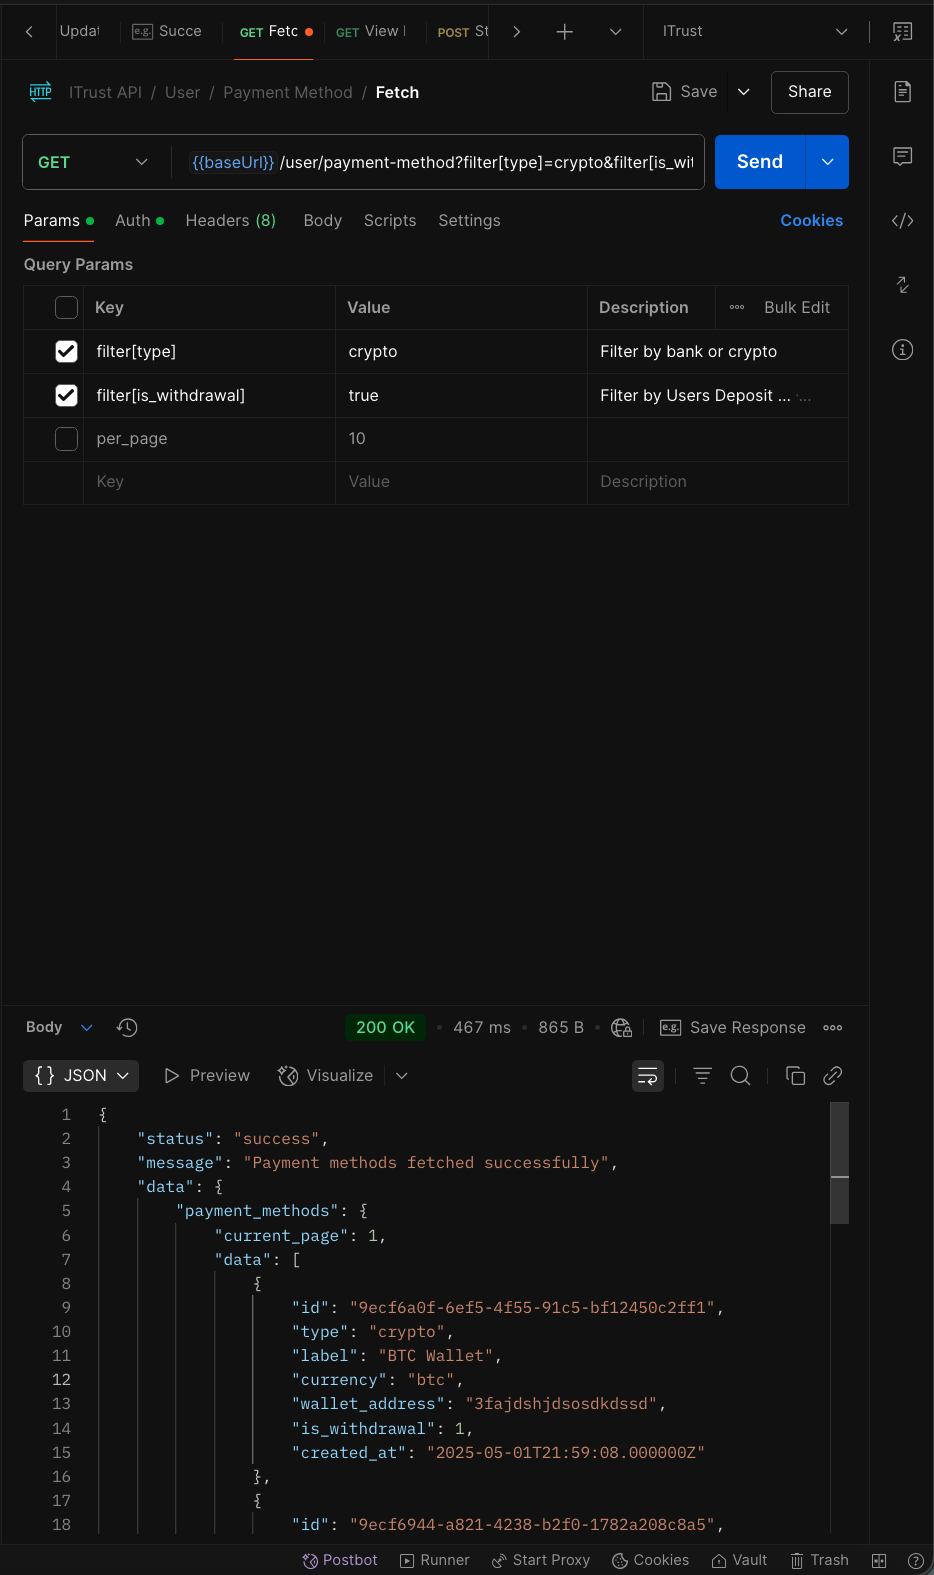 Updat
e.g. Succe
GET Fetc
GET View
POST St
ITrust
HTTP ITrust API / User / Payment Method / Fetch
Save
Share
GET
{{baseUrl}} /user/payment-method?filter[type]=crypto&filter[is_wit
Send
Params
Auth
Headers (8)
Body
Scripts
Settings
Cookies
Query Params
Key Value Description ooo Bulk Edit
filter[type] crypto Filter by bank or crypto
filter[is_withdrawal] true Filter by Users Deposit ...
per_page 10
Key Value Description
Body
200 OK • 467 ms • 865 B •
e.g. Save Response ooo
{} JSON
Preview
Visualize
1 {
2 "status": "success",
3 "message": "Payment methods fetched successfully",
4 "data": {
5 "payment_methods": {
6 "current_page": 1,
7 "data": [
8 {
9 "id": "9ecf6a0f-6ef5-4f55-91c5-bf12450c2ff1",
10 "type": "crypto",
11 "label": "BTC Wallet",
12 "currency": "btc",
13 "wallet_address": "3fajdshjdsosdkdssd",
14 "is_withdrawal": 1,
15 "created_at": "2025-05-01T21:59:08.000000Z"
16 },
17 {
18 "id": "9ecf6944-a821-4238-b2f0-1782a208c8a5",
Postbot
Runner
Start Proxy
Cookies
Vault
Trash